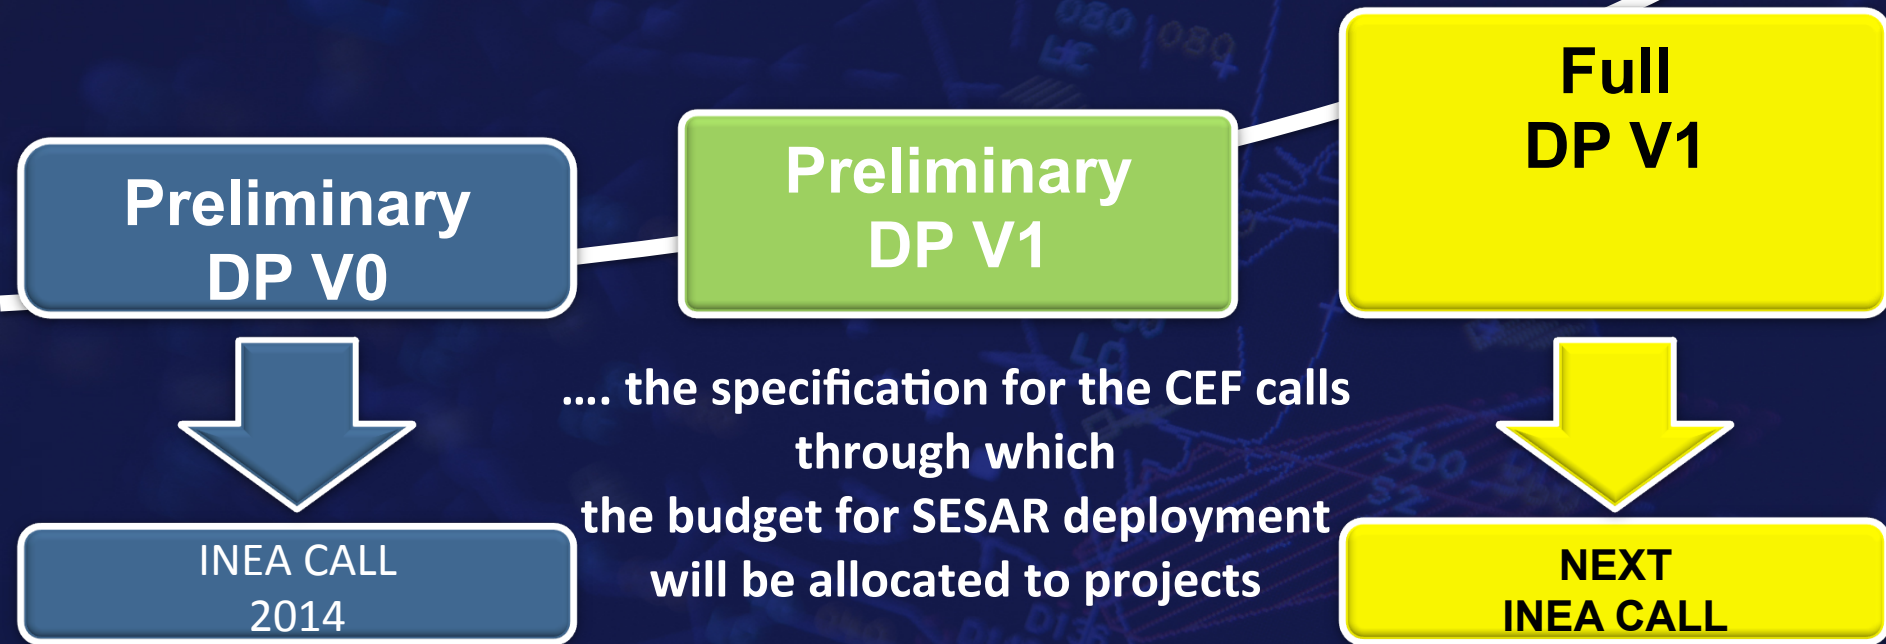 Preliminary
DP V0
Preliminary
DP V1
Full
DP V1
.... the specification for the CEF calls
through which
the budget for SESAR deployment
will be allocated to projects
INEA CALL
2014
NEXT
INEA CALL